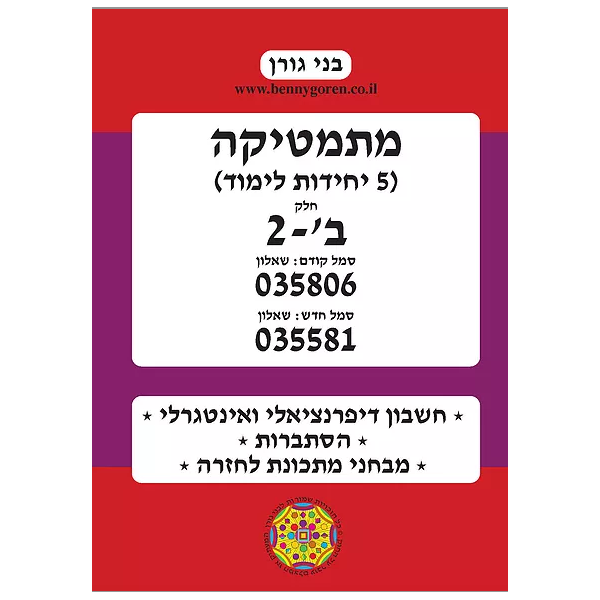 בני גורן
www.bennygoren.co.il
מתמטיקה
(5 יחידות לימוד)
חלק
ב'-2
סמל קודם: שאלון
035806
סמל חדש: שאלון
035581
* חשבון דיפרנציאלי ואינטגרלי *
* הסתברות *
* מבחני מתכונת לחזרה *